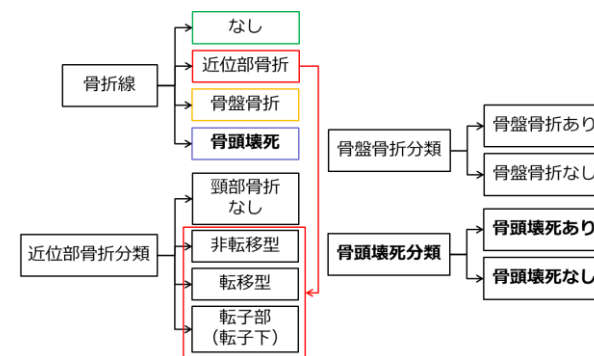 なし
近位部骨折
骨折線
骨盤骨折
骨頭壊死
頸部骨折
なし
非転移型
近位部骨折分類
転移型
転子部
（転子下）
骨盤骨折あり
骨盤骨折分類
骨盤骨折なし
骨頭壊死あり
骨頭壊死分類
骨頭壊死なし